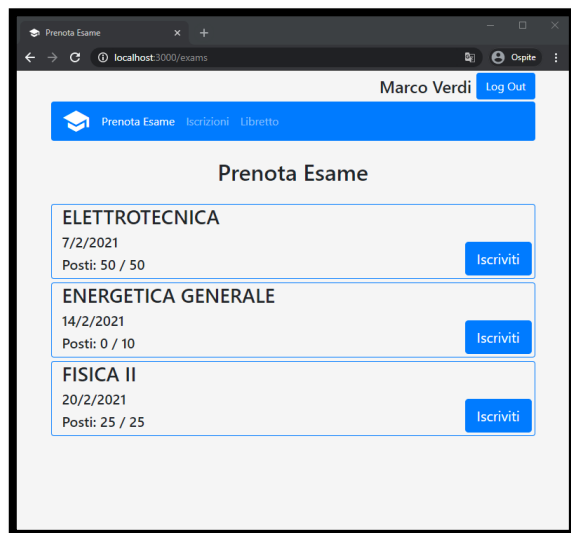 Prenota Esame
localhost:3000/exams
Ospite
Marco Verdi Log Out
Prenota Esame Iscrizioni Libretto
Prenota Esame
ELETTROTECNICA
7/2/2021
Posti: 50 / 50
Iscriviti
ENERGETICA GENERALE
14/2/2021
Posti: 0 / 10
Iscriviti
FISICA II
20/2/2021
Posti: 25 / 25
Iscriviti